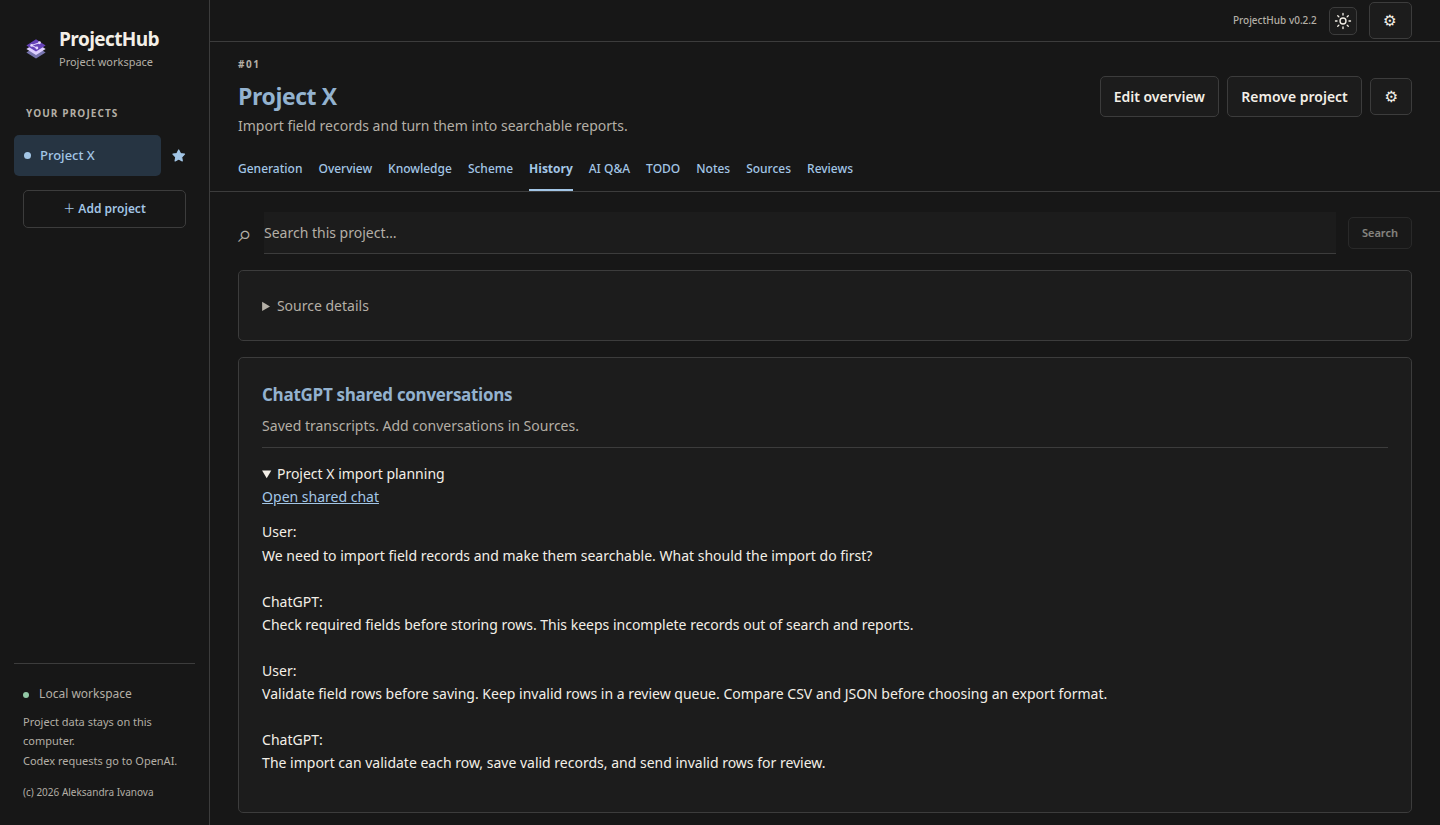 ProjectHub
Project workspace
YOUR PROJECTS
Project X
+ Add project
Local workspace
Project data stays on this
computer.
Codex requests go to OpenAI.
(c) 2026 Aleksandra Ivanova
ProjectHub v0.2.2
#01
Project X
Import field records and turn them into searchable reports.
Edit overview
Remove project
Generation Overview Knowledge Scheme History AI Q&A TODO Notes Sources Reviews
Search this project...
Search
Source details
ChatGPT shared conversations
Saved transcripts. Add conversations in Sources.
Project X import planning
Open shared chat
User:
We need to import field records and make them searchable. What should the import do first?
ChatGPT:
Check required fields before storing rows. This keeps incomplete records out of search and reports.
User:
Validate field rows before saving. Keep invalid rows in a review queue. Compare CSV and JSON before choosing an export format.
ChatGPT:
The import can validate each row, save valid records, and send invalid rows for review.